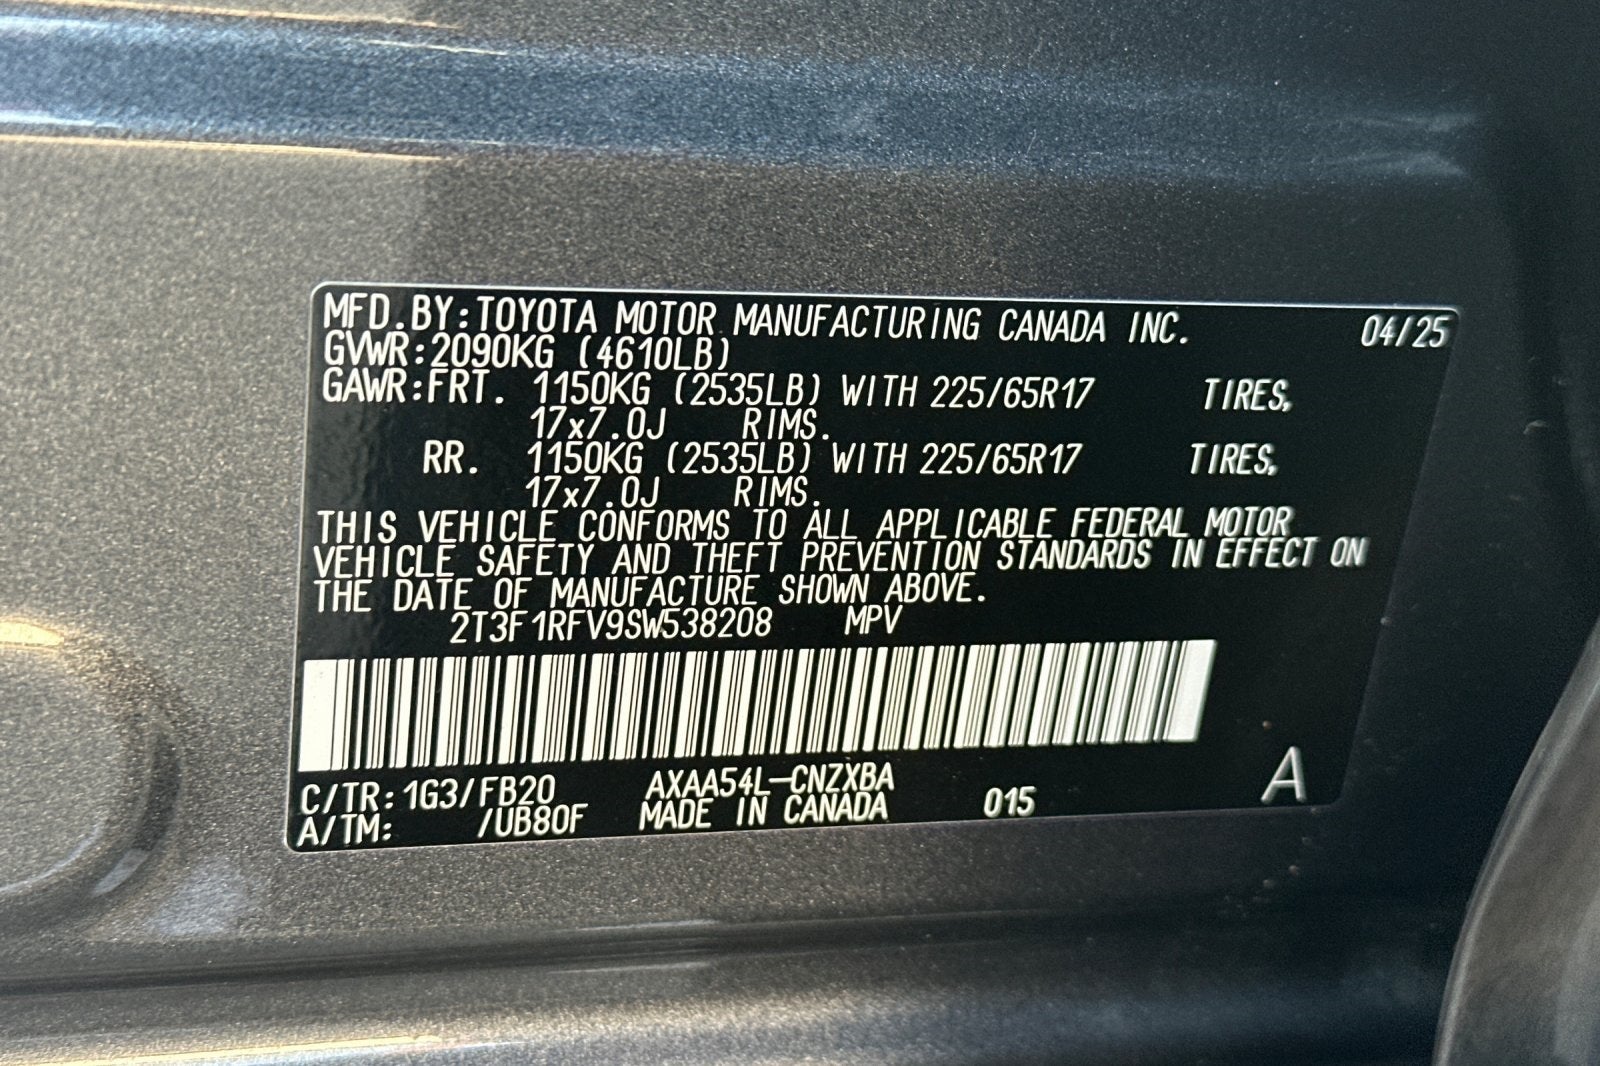 MFD.BY:TOYOTA MOTOR MANUFACTURING CANADA INC. 04/25
GVWR:2090KG (4610LB)
GAWR:FRT. 1150KG (2535LB) WITH 225/65R17 TIRES,
17x7.0J RIMS.
RR. 1150KG (2535LB) WITH 225/65R17 TIRES,
17x7.0J RIMS.
THIS VEHICLE CONFORMS TO ALL APPLICABLE FEDERAL MOTOR
VEHICLE SAFETY AND THEFT PREVENTION STANDARDS IN EFFECT ON
THE DATE OF MANUFACTURE SHOWN ABOVE.
2T3F1RFV9SW538208 MPV
C/TR:1G3/FB20 AXAA54L-CNZXBA
A/TM: /UB80F MADE IN CANADA 015 A